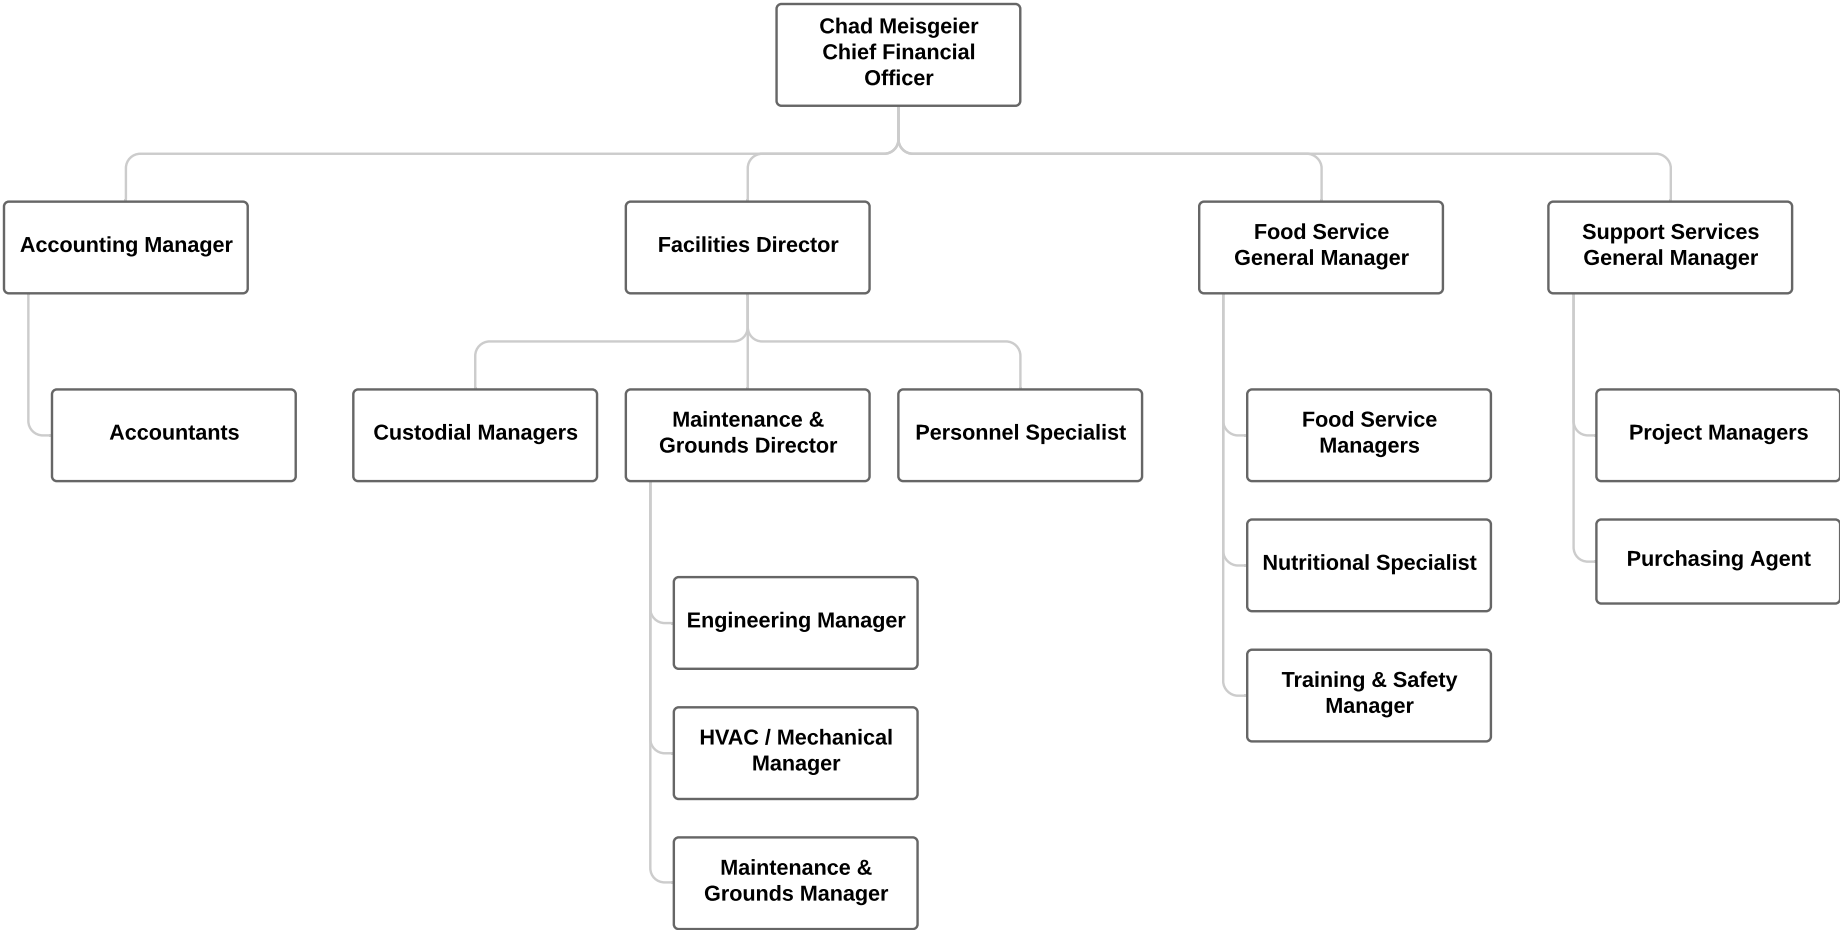 Chad Meisgeier
Chief Financial
Officer
Accounting Manager
Facilities Director
Food Service
General Manager
Support Services
General Manager
Accountants
Custodial Managers
Maintenance &
Grounds Director
Personnel Specialist
Food Service
Managers
Project Managers
Nutritional Specialist
Purchasing Agent
Engineering Manager
Training & Safety
Manager
HVAC / Mechanical
Manager
Maintenance &
Grounds Manager